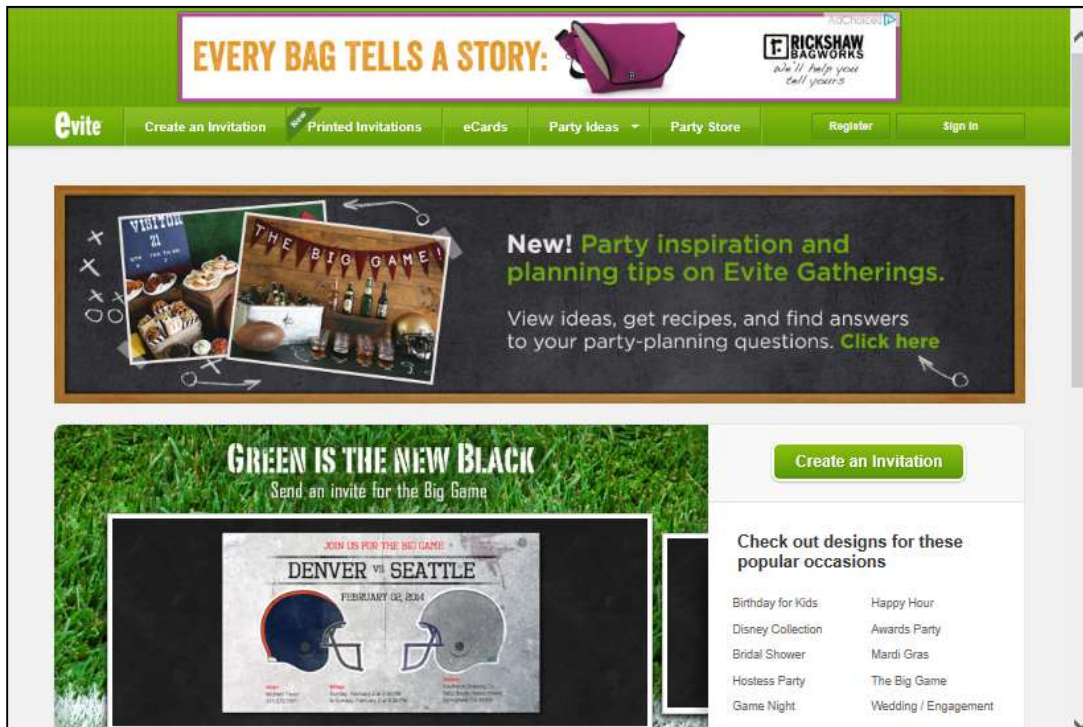 AdChoices
EVERY BAG TELLS A STORY:
RICKSHAW
BAGWORKS
We'll help you
tell yours
evite
Create an Invitation
New
Printed Invitations
eCards
Party Ideas
Party Store
Register
Sign In
VISITOR
21
THE BIG GAME!
New! Party inspiration and
planning tips on Evite Gatherings.
View ideas, get recipes, and find answers
to your party-planning questions. Click here
GREEN IS THE NEW BLACK
Send an invite for the Big Game
JOIN US FOR THE BIG GAME
DENVER VS SEATTLE
FEBRUARY 02, 2014
Create an Invitation
Check out designs for these
popular occasions
Birthday for Kids
Happy Hour
Disney Collection
Awards Party
Bridal Shower
Mardi Gras
Hostess Party
The Big Game
Game Night
Wedding / Engagement